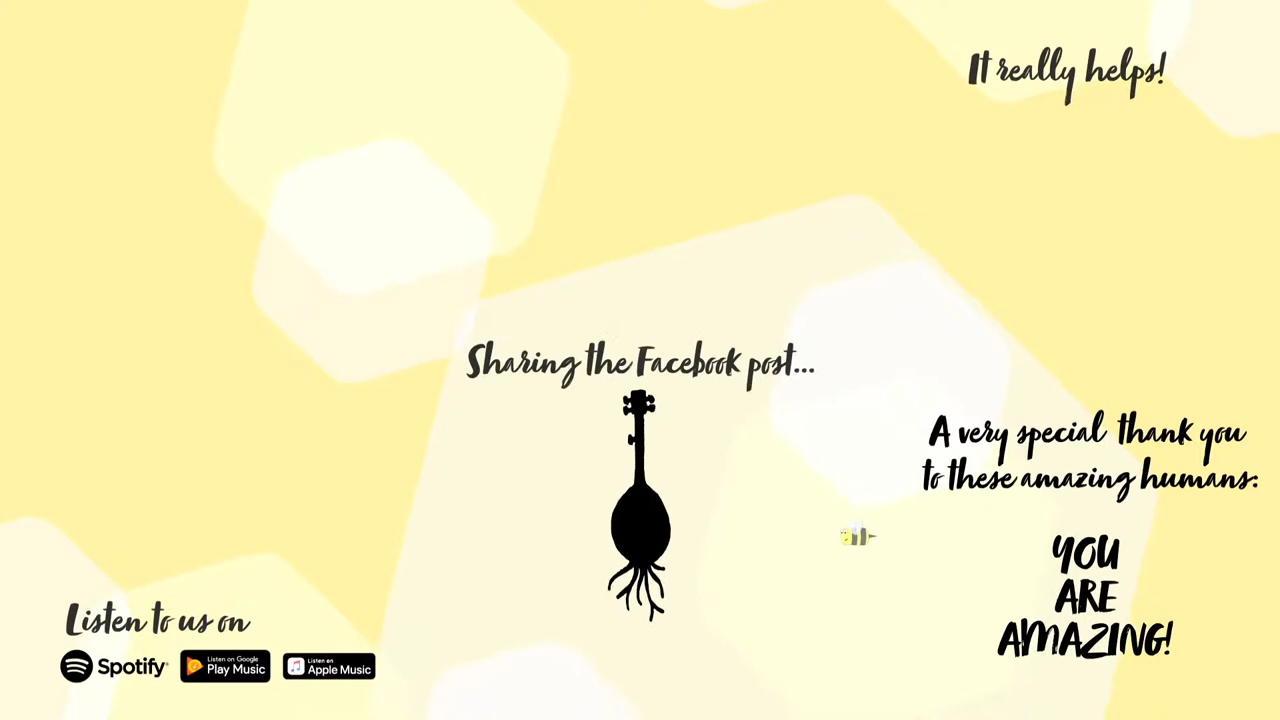 It really helps!
Sharing the Facebook post...
A very special thank you
to these amazing humans:
YOU
ARE
AMAZING!
Listen to us on
Spotify
Listen on Google
Play Music
Listen on
Apple Music